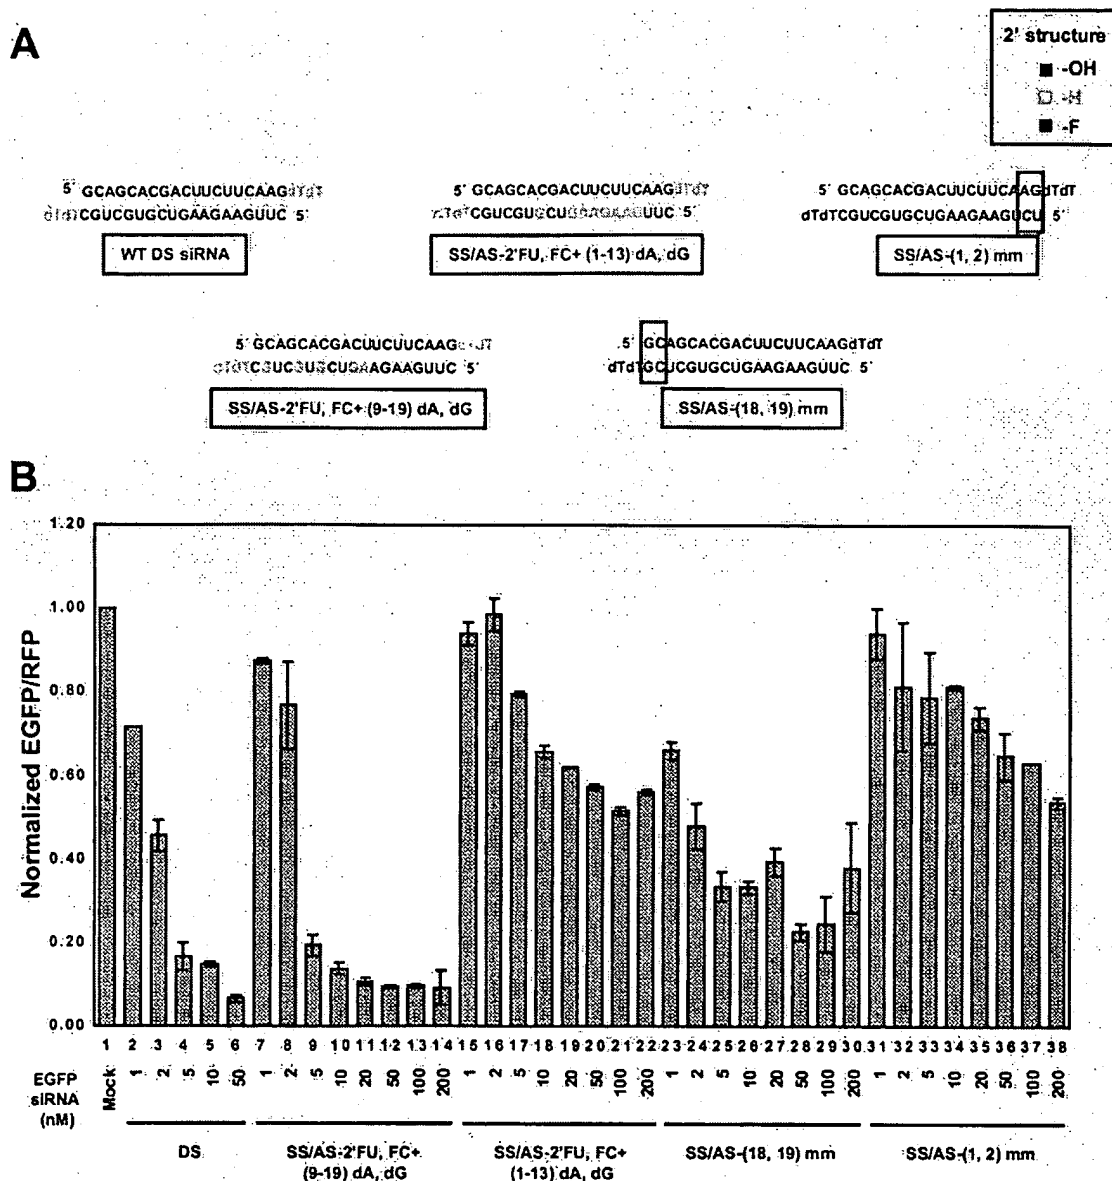 A
2' structure
-OH
-H
-F
5' GCAGCACGACUUCUUCAAGdTdT
dTdTCGUCGUGCUGAAGAAGUUC 5'
WT DS siRNA
5' GCAGCACGACUUCUUCAAGdTdT
dTdTCGUCGUGCUGAAGAAGUUC 5'
SS/AS-2'FU, FC+ (1-13) dA, dG
5' GCAGCACGACUUCUUCAAGdTdT
dTdTCGUCGUGCUGAAGAAGUCU 5'
SS/AS-(1, 2) mm
5' GCAGCACGACUUCUUCAAGdTdT
dTdTCGUCGUGCUGAAGAAGUUC 5'
SS/AS-2'FU, FC+ (9-19) dA, dG
5' GCAGCACGACUUCUUCAAGdTdT
dTdTGCUCGUGCUGAAGAAGUUC 5'
SS/AS-(18, 19) mm
B
Normalized EGFP/RFP
1.20
1.00
0.80
0.60
0.40
0.20
0.00
1 2 3 4 5 6 7 8 9 10 11 12 13 14 15 16 17 18 19 20 21 22 23 24 25 26 27 28 29 30 31 32 33 34 35 36 37 38
EGFP siRNA (nM)
Mock 1 2 5 10 50 1 2 5 10 20 50 100 200 1 2 5 10 20 50 100 200 1 2 5 10 20 50 100 200 1 2 5 10 20 50 100 200
DS
SS/AS-2'FU, FC+
(9-19) dA, dG
SS/AS-2'FU, FC+
(1-13) dA, dG
SS/AS-(18, 19) mm
SS/AS-(1, 2) mm